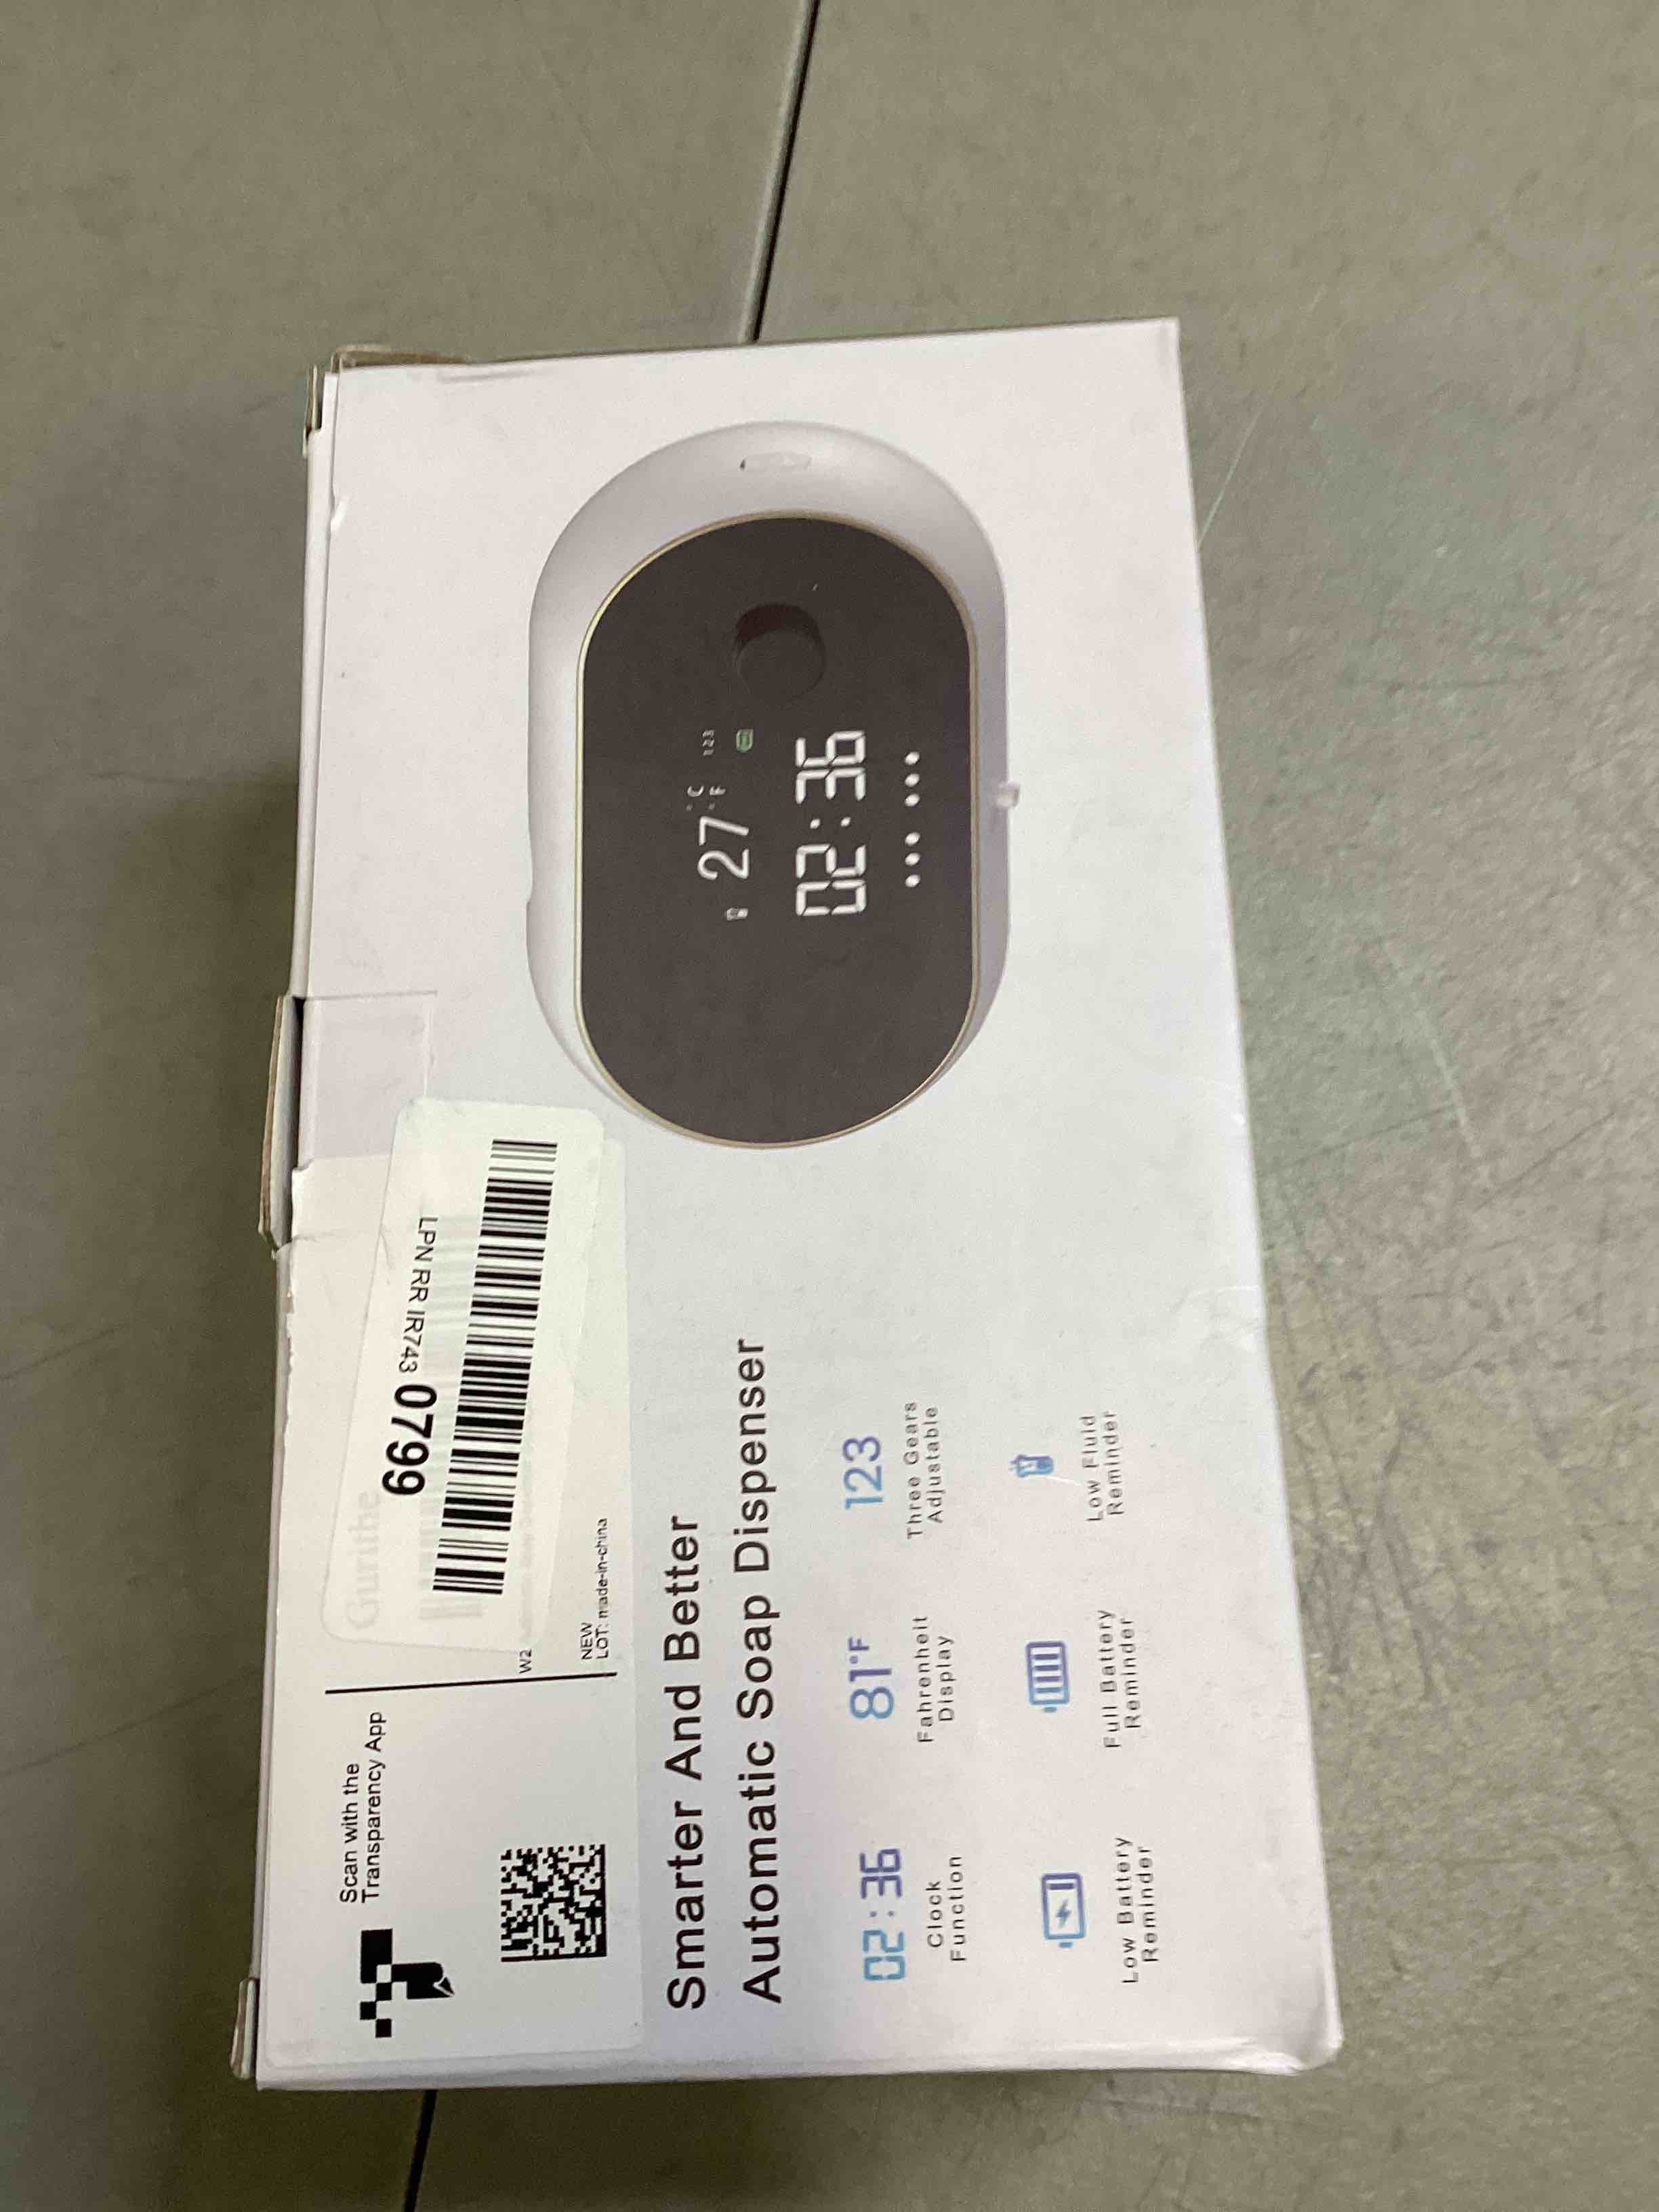 Scan with the
Transparency App
LPN RR IR743 0799
W2
NEW
LOT: made-in-china
Smarter And Better
Automatic Soap Dispenser
02:36
Clock
Function
81°F
Fahrenheit
Display
123
Three Gears
Adjustable
Low Battery
Reminder
Full Battery
Reminder
Low Fluid
Reminder
27 °C
°F
123
02:36